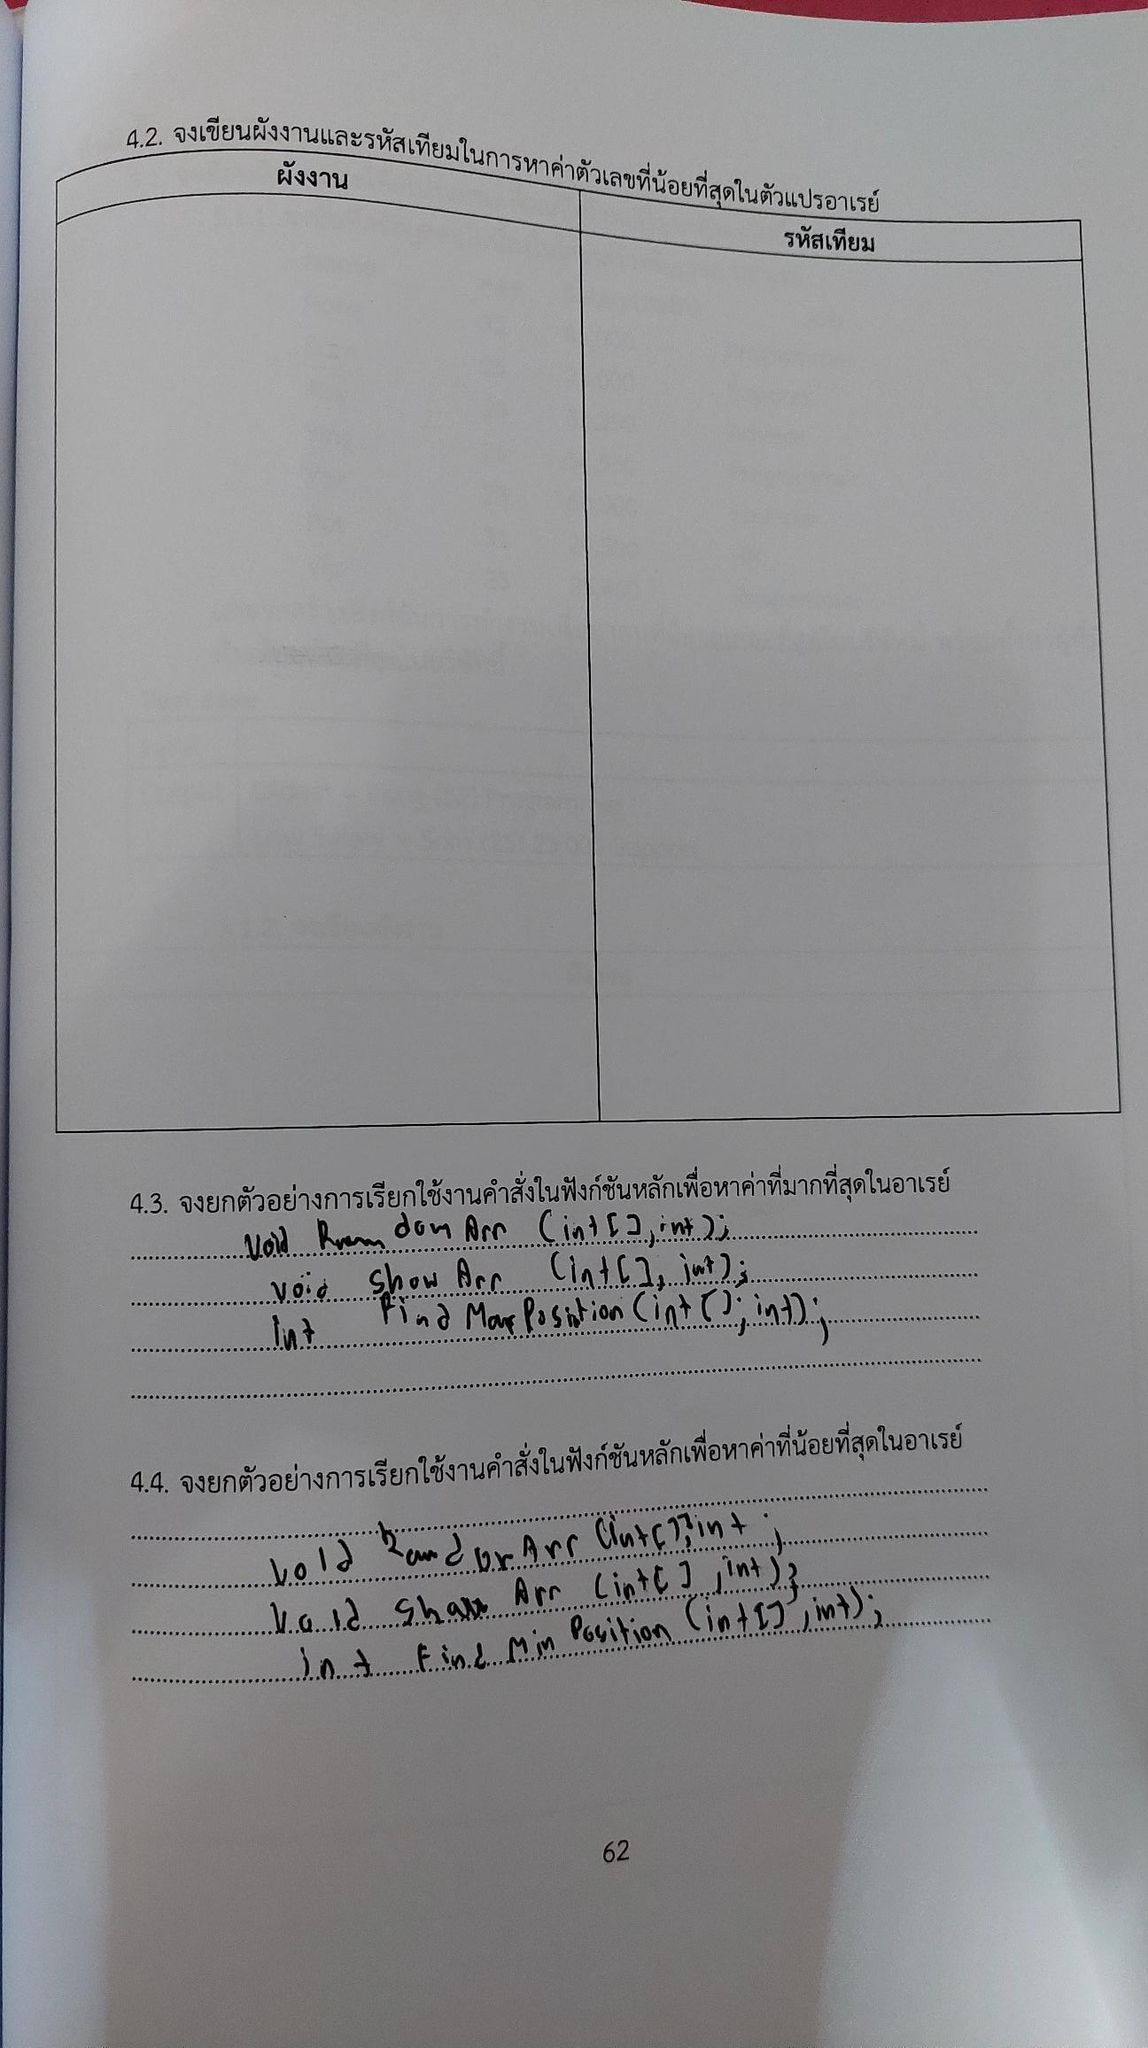 4.2. จงเขียนผังงานและรหัสเทียมในการหาค่าตัวเลขที่น้อยที่สุดในตัวแปรอาเรย์
ผังงาน
รหัสเทียม
4.3. จงยกตัวอย่างการเรียกใช้งานคำสั่งในฟังก์ชันหลักเพื่อหาค่าที่มากที่สุดในอาเรย์
void Random Arr (int[], int);
void Show Arr (int[], int);
int Find Max Position (int[]; int);
4.4. จงยกตัวอย่างการเรียกใช้งานคำสั่งในฟังก์ชันหลักเพื่อหาค่าที่น้อยที่สุดในอาเรย์
void Arr (int[]; int ;
void Show Arr (int[], int);
int Find Min Position (int[], int);
62